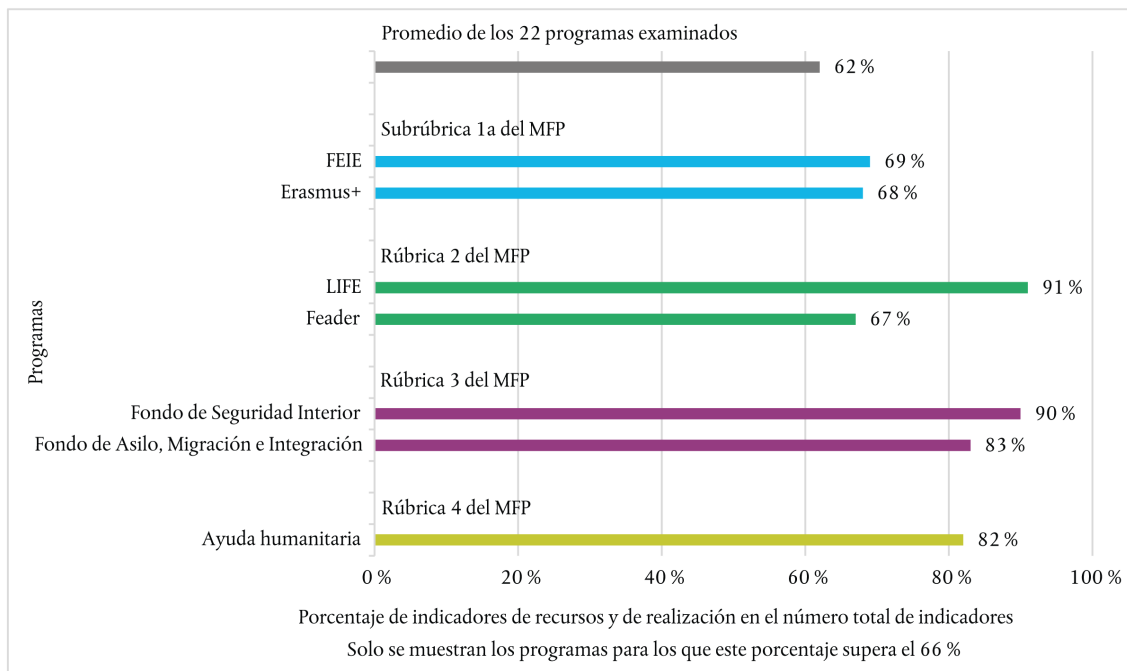 Promedio de los 22 programas examinados
62 %
Subrúbrica 1a del MFP
FEIE 69 %
Erasmus+ 68 %
Rúbrica 2 del MFP
LIFE 91 %
Feader 67 %
Programas
Rúbrica 3 del MFP
Fondo de Seguridad Interior 90 %
Fondo de Asilo, Migración e Integración 83 %
Rúbrica 4 del MFP
Ayuda humanitaria 82 %
0 % 20 % 40 % 60 % 80 % 100 %
Porcentaje de indicadores de recursos y de realización en el número total de indicadores
Solo se muestran los programas para los que este porcentaje supera el 66 %